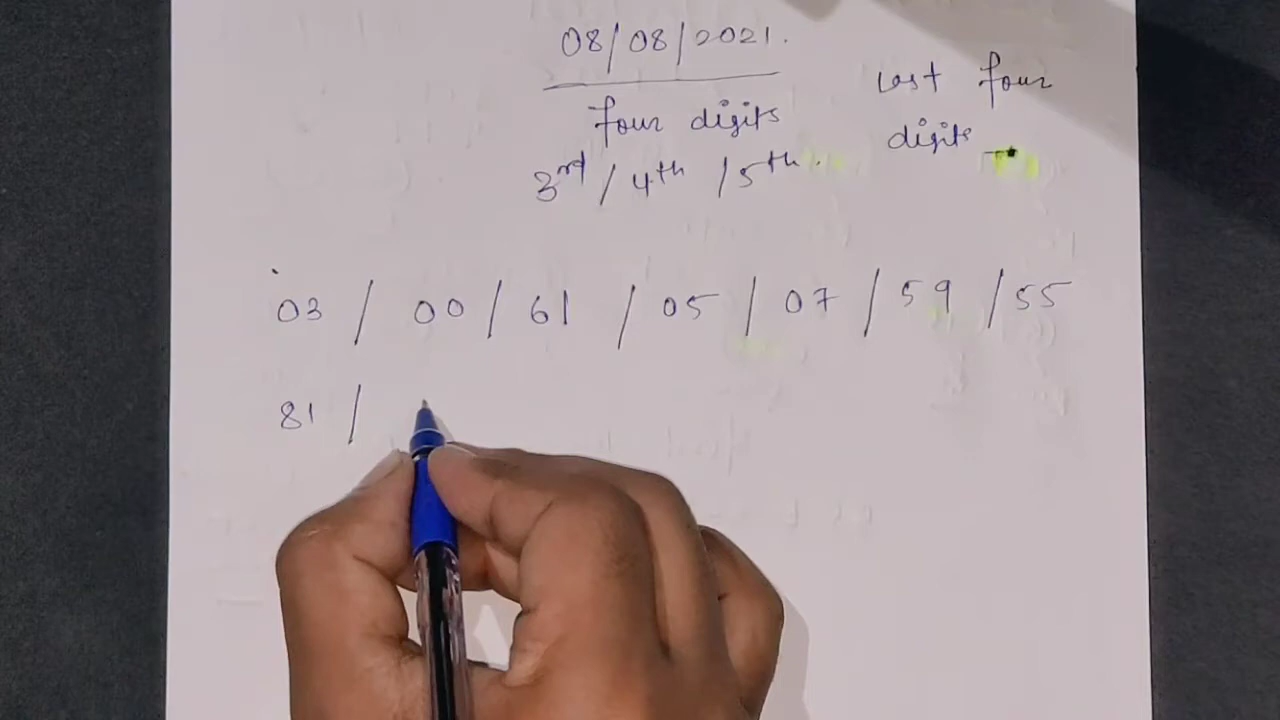 08/08/2021.
four digits
3rd / 4th / 5th.
last four
digits
03 / 00 / 61 / 05 / 07 / 59 / 55
81 /